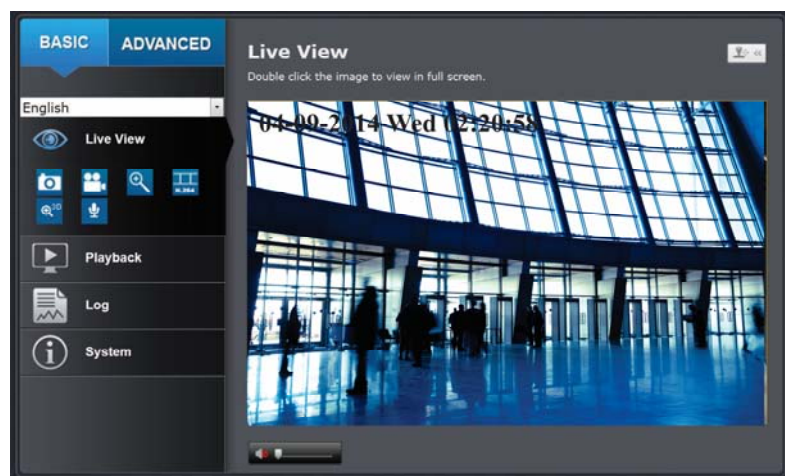 BASIC ADVANCED
English
Live View
H.264
3D
Playback
Log
System
Live View
Double click the image to view in full screen.
04-09-2014 Wed 02:20:58